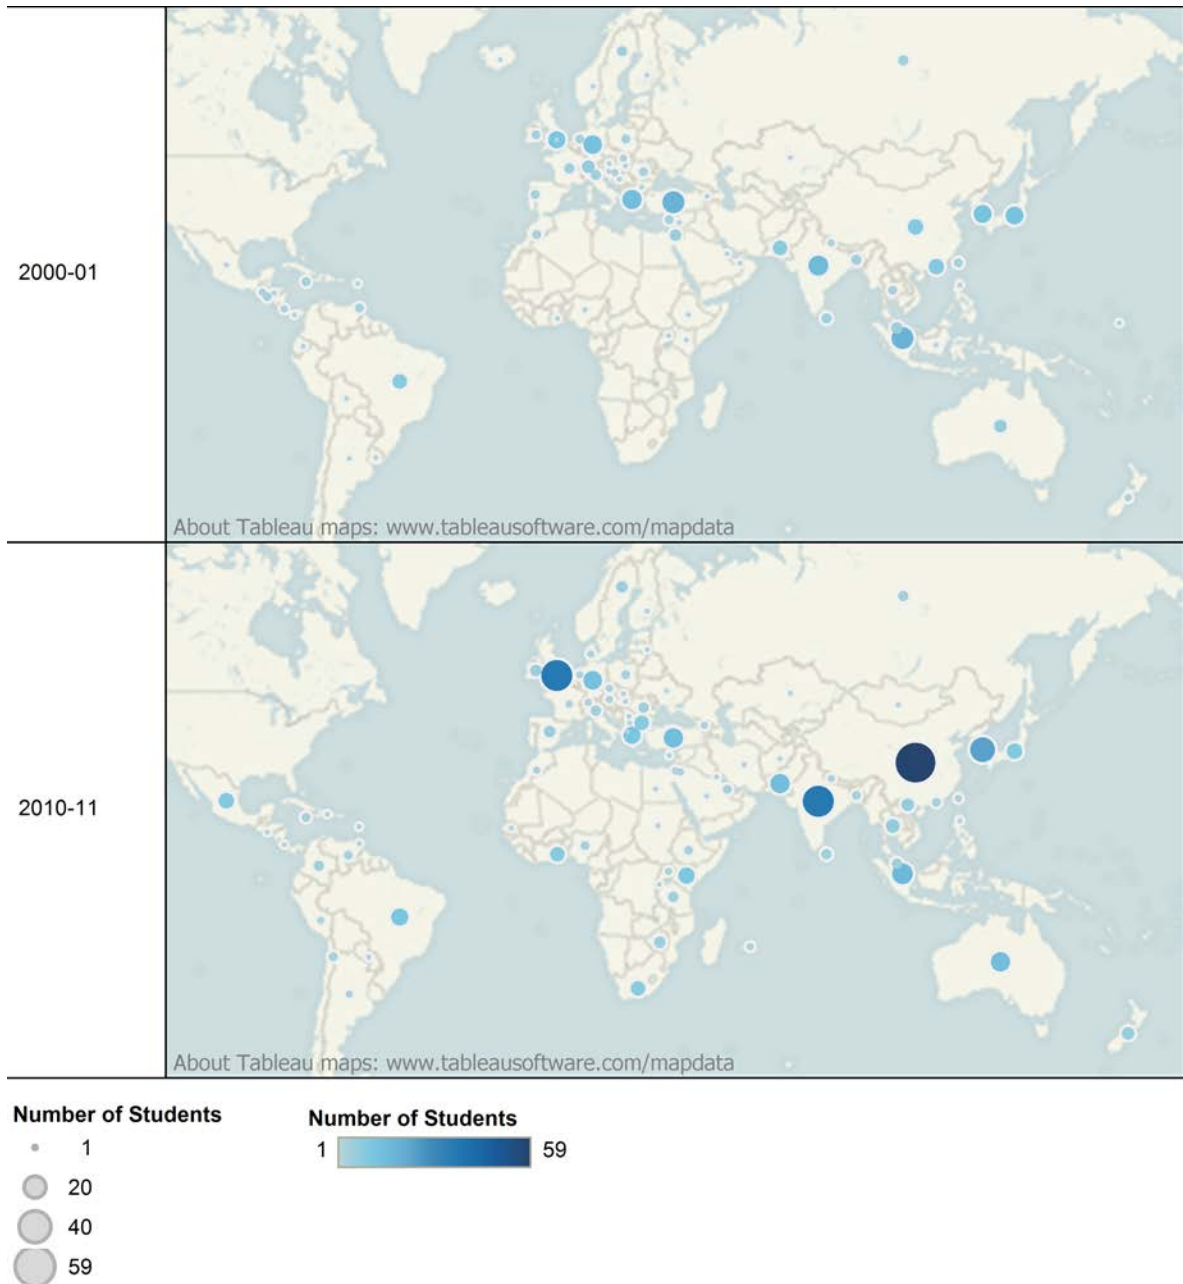 2000-01
About Tableau maps: www.tableausoftware.com/mapdata
2010-11
About Tableau maps: www.tableausoftware.com/mapdata
Number of Students
1
20
40
59
Number of Students
1 59